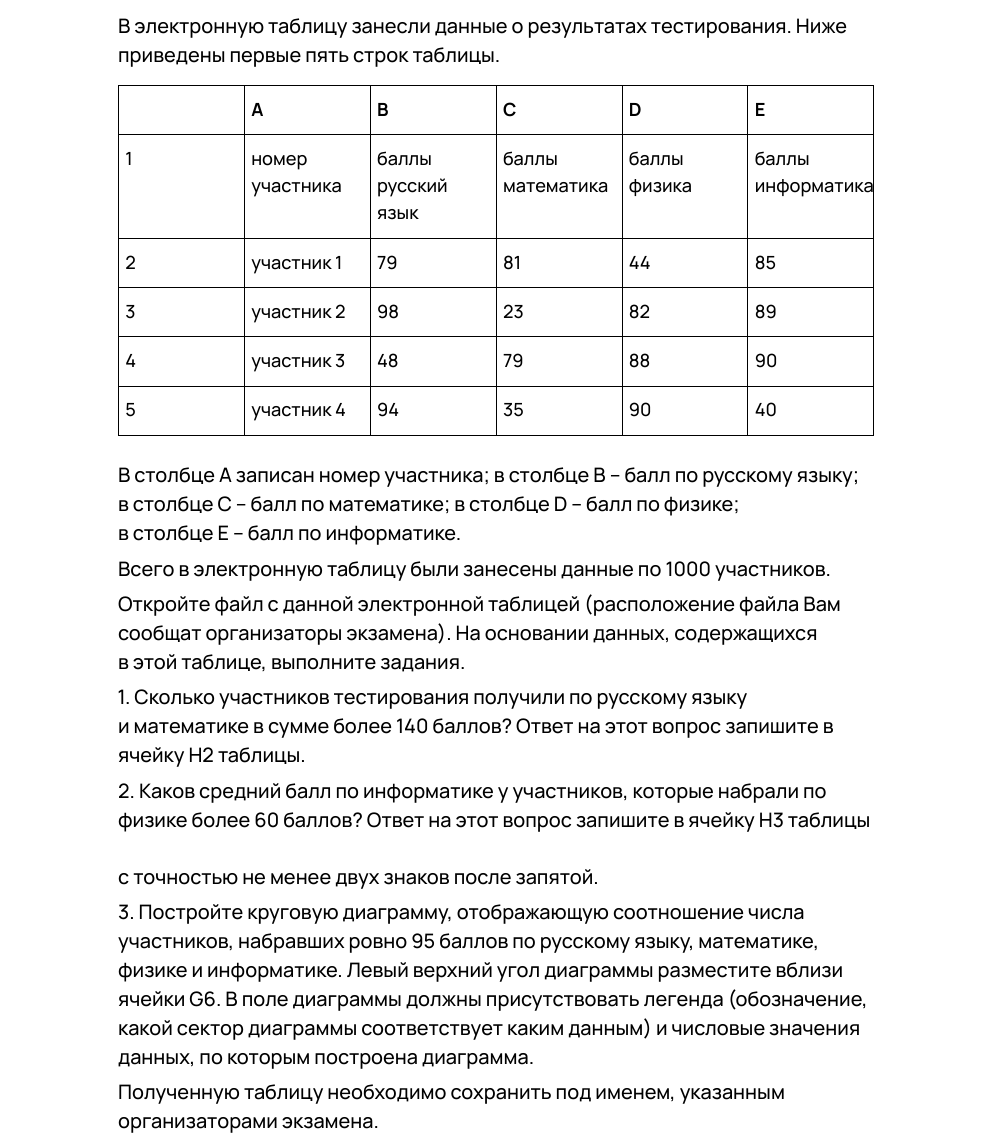 В электронную таблицу занесли данные о результатах тестирования. Ниже
приведены первые пять строк таблицы.
A B C D E
1 номер участника баллы русский язык баллы математика баллы физика баллы информатика
2 участник 1 79 81 44 85
3 участник 2 98 23 82 89
4 участник 3 48 79 88 90
5 участник 4 94 35 90 40
В столбце A записан номер участника; в столбце B – балл по русскому языку;
в столбце C – балл по математике; в столбце D – балл по физике;
в столбце E – балл по информатике.
Всего в электронную таблицу были занесены данные по 1000 участников.
Откройте файл с данной электронной таблицей (расположение файла Вам
сообщат организаторы экзамена). На основании данных, содержащихся
в этой таблице, выполните задания.
1. Сколько участников тестирования получили по русскому языку
и математике в сумме более 140 баллов? Ответ на этот вопрос запишите в
ячейку H2 таблицы.
2. Каков средний балл по информатике у участников, которые набрали по
физике более 60 баллов? Ответ на этот вопрос запишите в ячейку H3 таблицы
с точностью не менее двух знаков после запятой.
3. Постройте круговую диаграмму, отображающую соотношение числа
участников, набравших ровно 95 баллов по русскому языку, математике,
физике и информатике. Левый верхний угол диаграммы разместите вблизи
ячейки G6. В поле диаграммы должны присутствовать легенда (обозначение,
какой сектор диаграммы соответствует каким данным) и числовые значения
данных, по которым построена диаграмма.
Полученную таблицу необходимо сохранить под именем, указанным
организаторами экзамена.